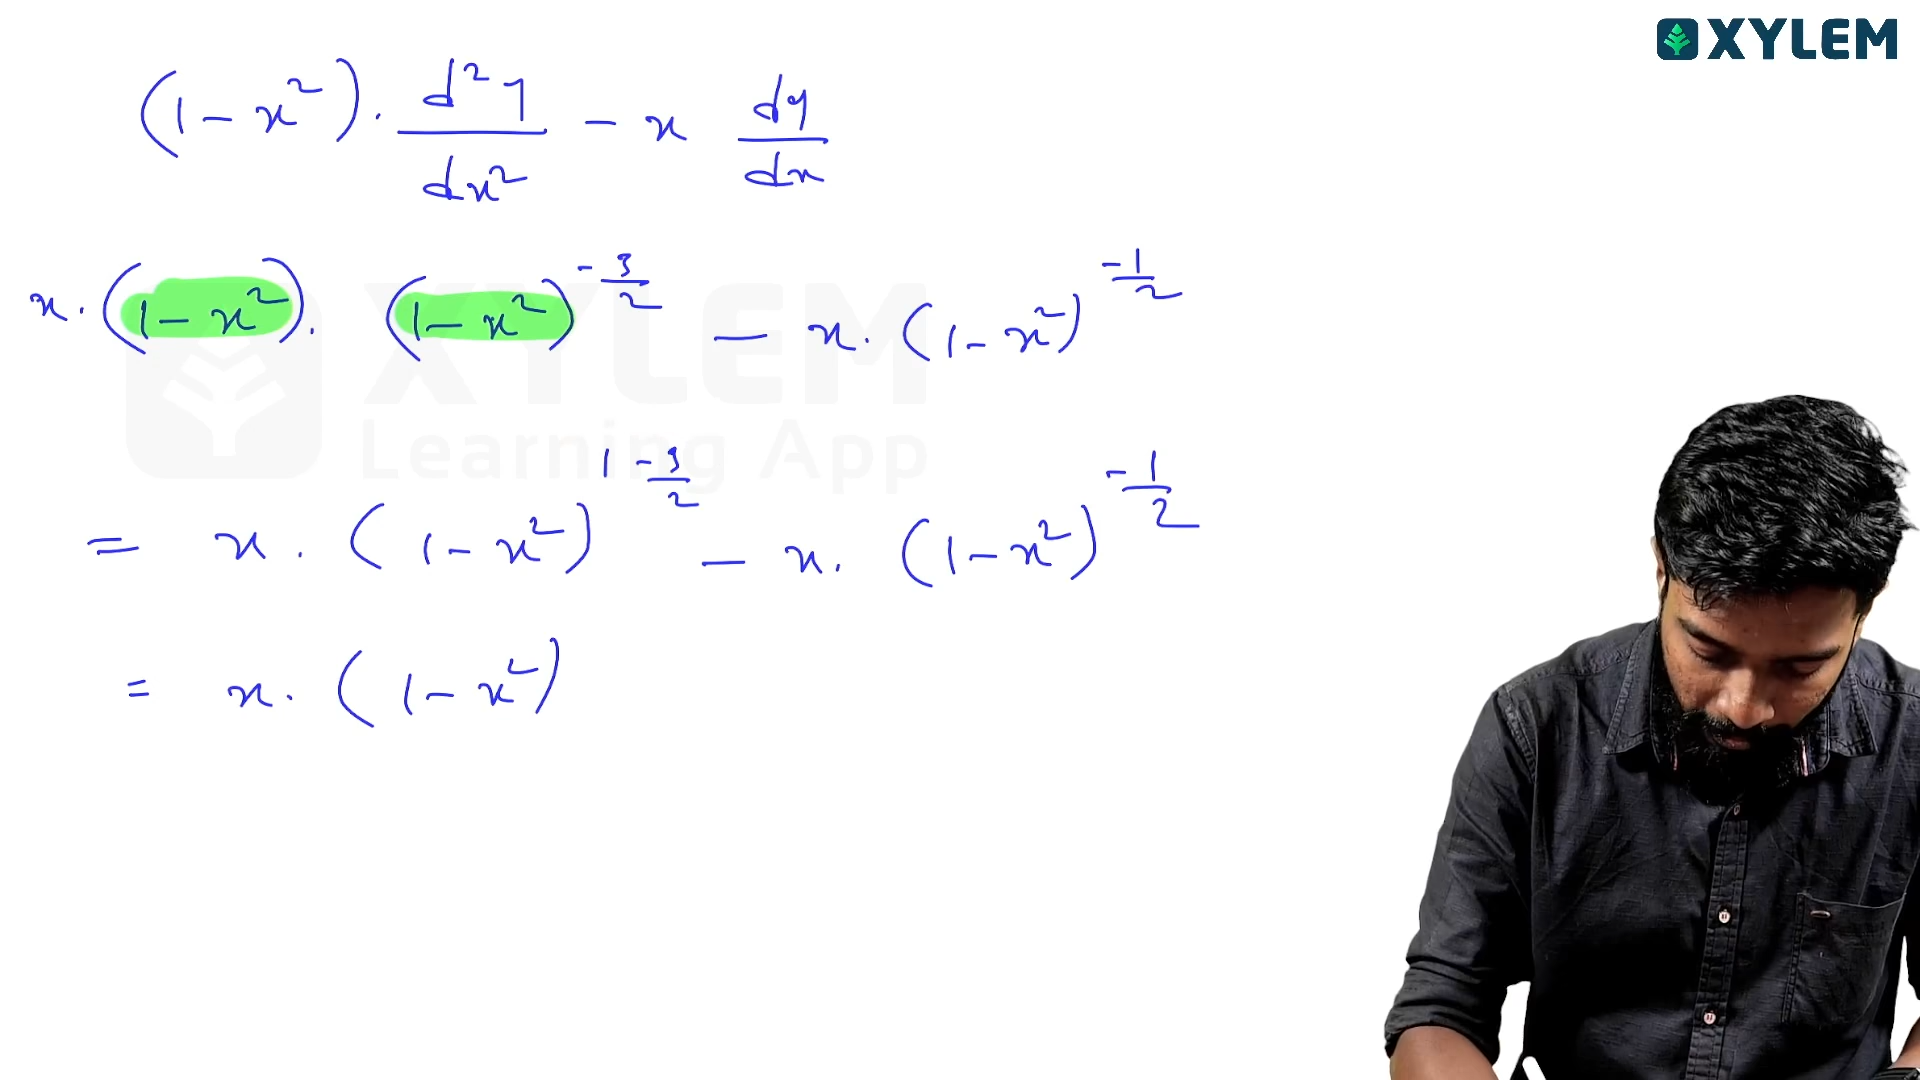 XYLEM
(1-x²). d²y/dx² - x dy/dx
x. (1-x²). (1-x²)^(-3/2) - x. (1-x²)^(-1/2)
XYLEM
Learning App
= x. (1-x²)^(1-3/2) - x. (1-x²)^(-1/2)
= x. (1-x²)